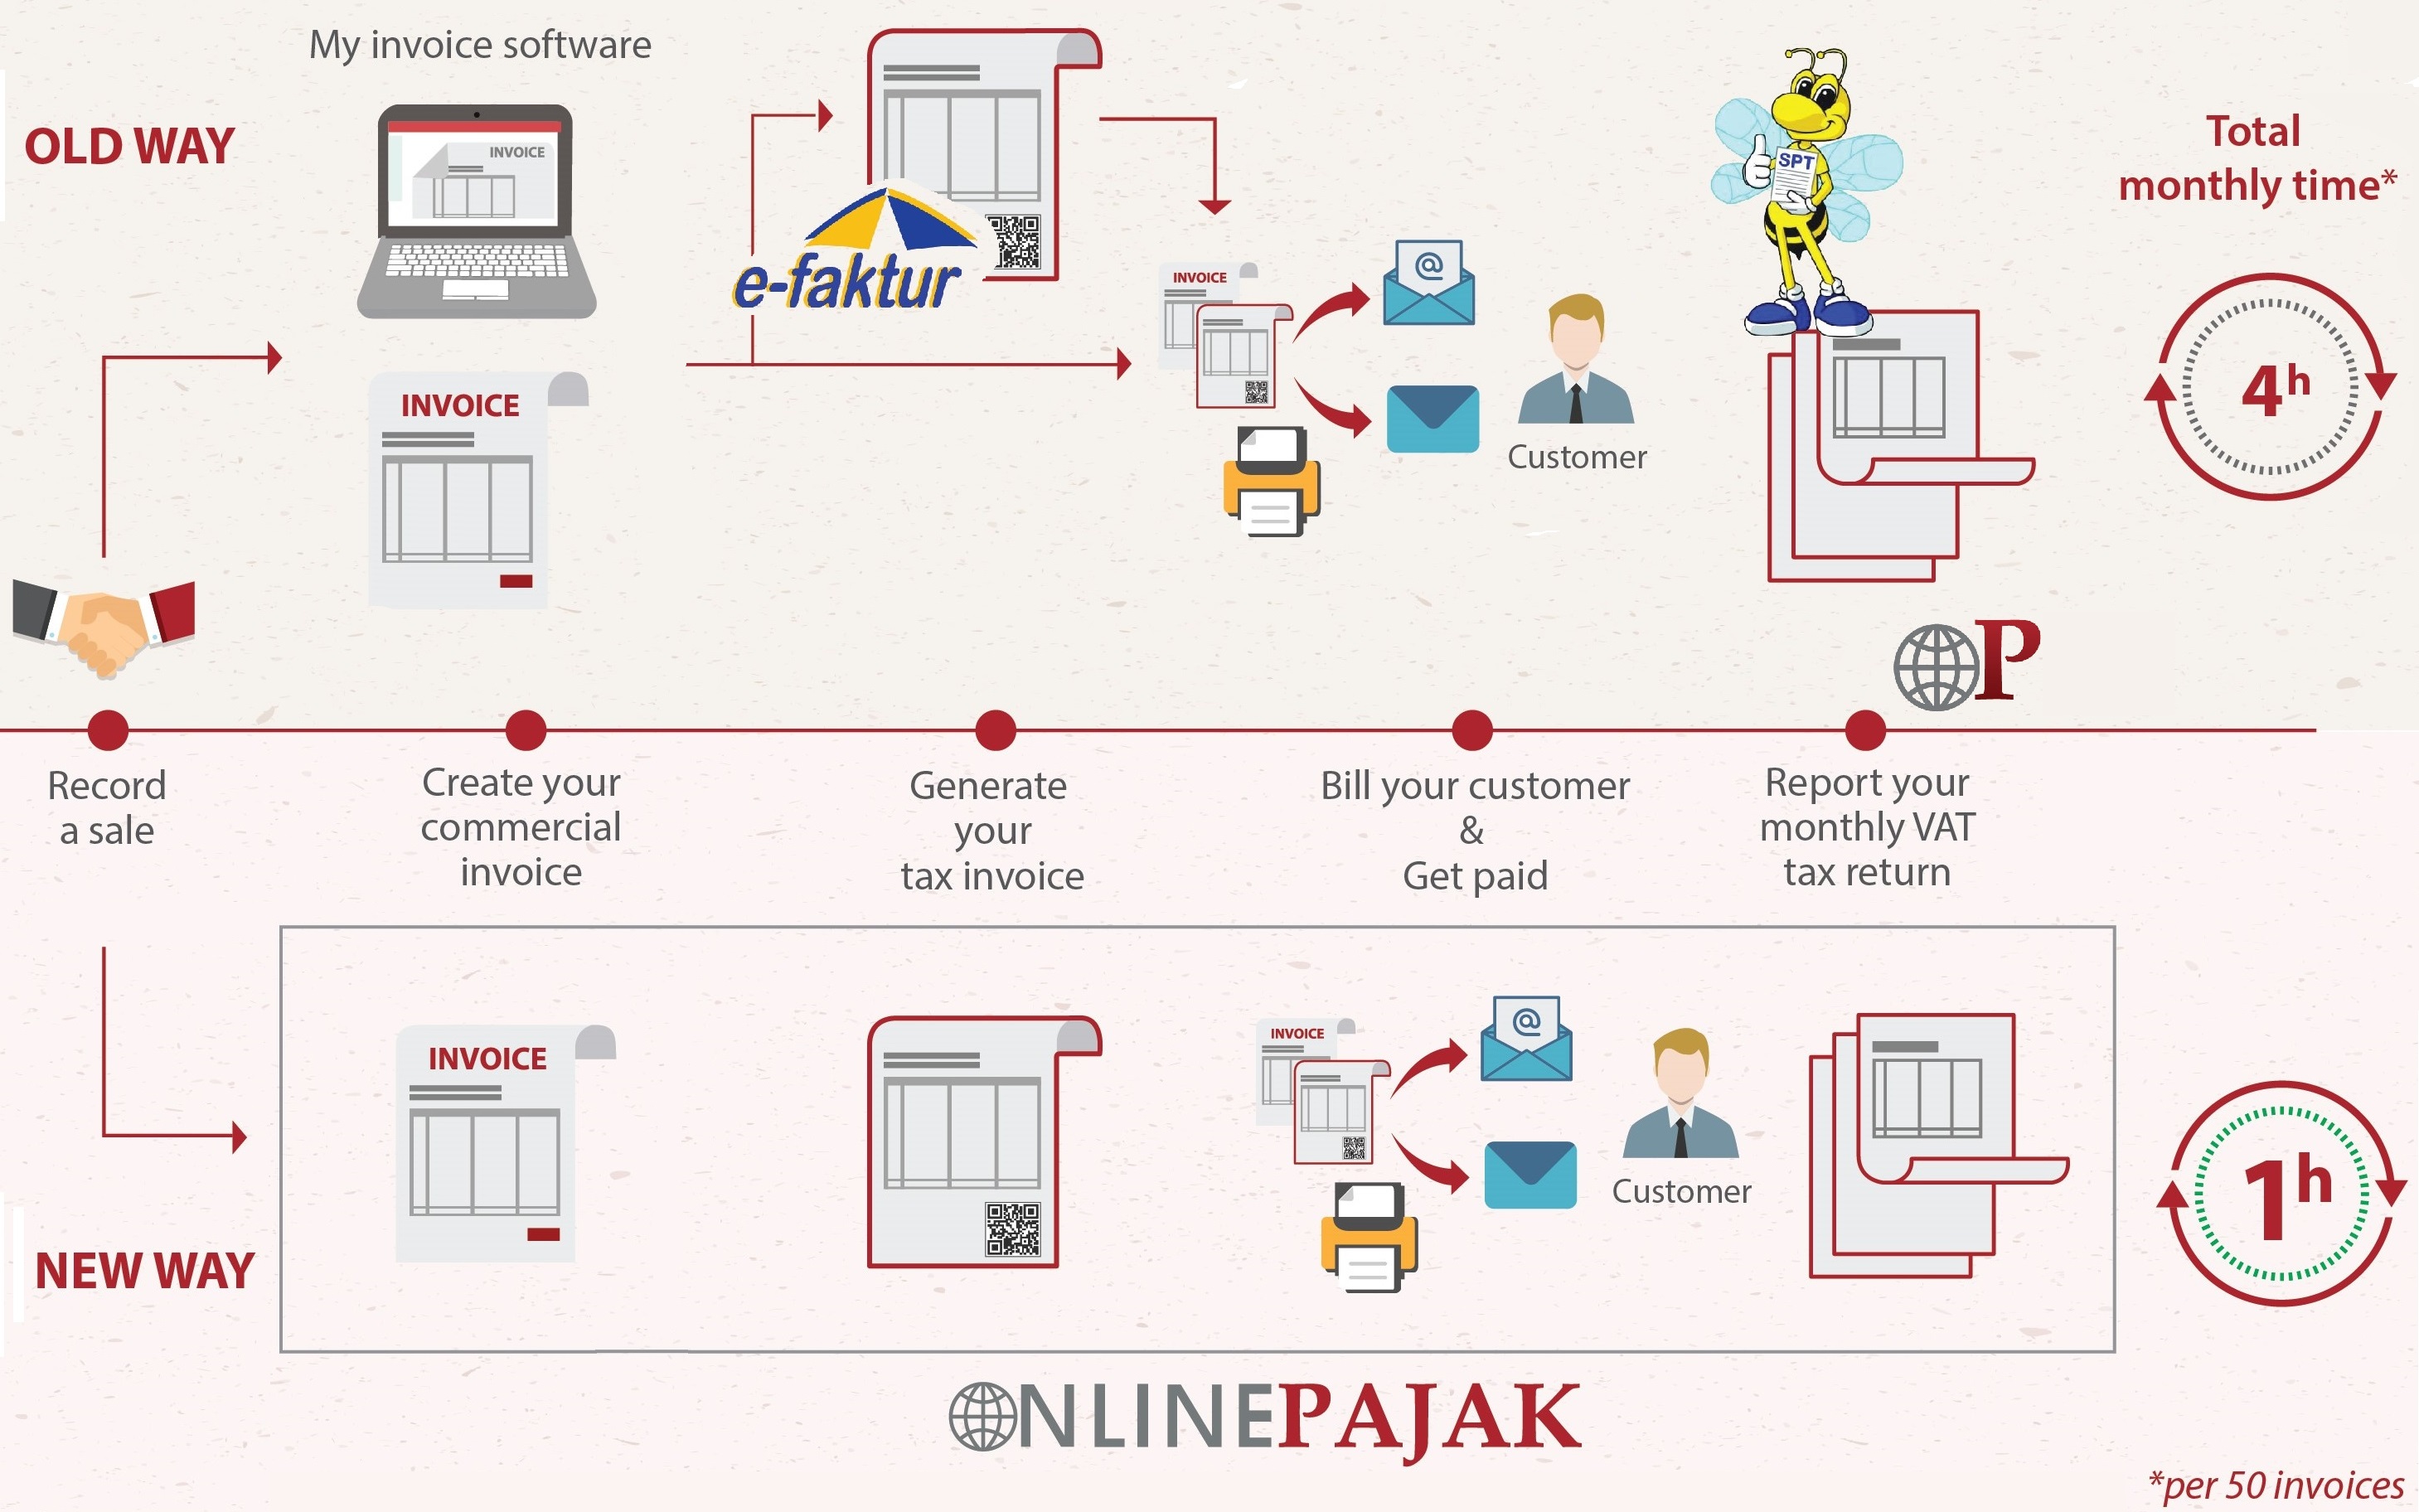 My invoice software
OLD WAY
INVOICE
INVOICE
e-faktur
INVOICE
@
Customer
SPT
Total
monthly time*
4h
P
Record
a sale
Create your
commercial
invoice
Generate
your
tax invoice
Bill your customer
&
Get paid
Report your
monthly VAT
tax return
NEW WAY
INVOICE
INVOICE
@
Customer
1h
ONLINEPAJAK
*per 50 invoices